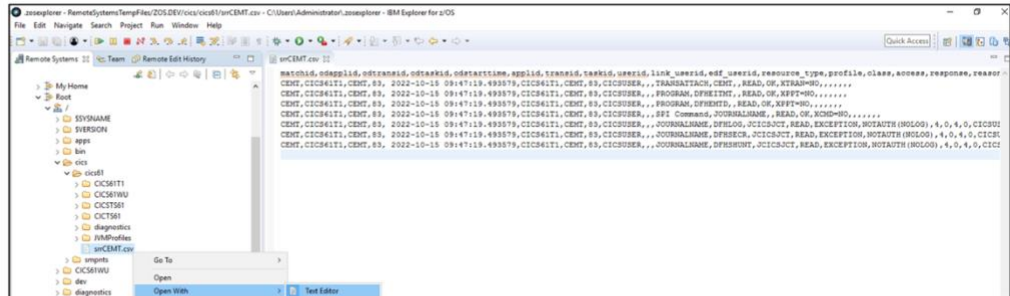 .zosexplorer - RemoteSystemsTempFiles/ZOS.DEV/cics/cics61/srrCEMT.csv - C:\Users\Administrator\.zosexplorer - IBM Explorer for z/OS
File Edit Navigate Search Project Run Window Help
Quick Access
Remote Systems Team Remote Edit History
srrCEMT.csv
matchid,odapplid,odtransid,odtaskid,odstarttime,applid,transid,taskid,userid,link_userid,edf_userid,resource_type,profile,class,access,response,reason
CEMT,CICS61T1,CEMT,83, 2022-10-15 09:47:19.493579,CICS61T1,CEMT,83,CICSUSER,,,TRANSATTACH,CEMT,,READ,OK,XTRAN=NO,,,,,,
CEMT,CICS61T1,CEMT,83, 2022-10-15 09:47:19.493579,CICS61T1,CEMT,83,CICSUSER,,,PROGRAM,DFHEITMT,,READ,OK,XPPT=NO,,,,,,
CEMT,CICS61T1,CEMT,83, 2022-10-15 09:47:19.493579,CICS61T1,CEMT,83,CICSUSER,,,PROGRAM,DFHEMTD,,READ,OK,XPPT=NO,,,,,,
CEMT,CICS61T1,CEMT,83, 2022-10-15 09:47:19.493579,CICS61T1,CEMT,83,CICSUSER,,,SPI Command,JOURNALNAME,,READ,OK,XCMD=NO,,,,,,
CEMT,CICS61T1,CEMT,83, 2022-10-15 09:47:19.493579,CICS61T1,CEMT,83,CICSUSER,,,JOURNALNAME,DFHLOG,JCICSJCT,READ,EXCEPTION,NOTAUTH(NOLOG),4,0,4,0,CICSUS
CEMT,CICS61T1,CEMT,83, 2022-10-15 09:47:19.493579,CICS61T1,CEMT,83,CICSUSER,,,JOURNALNAME,DFHSECR,JCICSJCT,READ,EXCEPTION,NOTAUTH(NOLOG),4,0,4,0,CICSU
CEMT,CICS61T1,CEMT,83, 2022-10-15 09:47:19.493579,CICS61T1,CEMT,83,CICSUSER,,,JOURNALNAME,DFHSHUNT,JCICSJCT,READ,EXCEPTION,NOTAUTH(NOLOG),4,0,4,0,CICS
My Home
Root
/
$SYSNAME
$VERSION
apps
bin
cics
cics61
CICS61T1
CICS61WU
CICSTS61
CICTS61
diagnostics
JVMProfiles
srrCEMT.csv
smpnts
CICS61WU
dev
diagnostics
Go To
Open
Open With
Text Editor